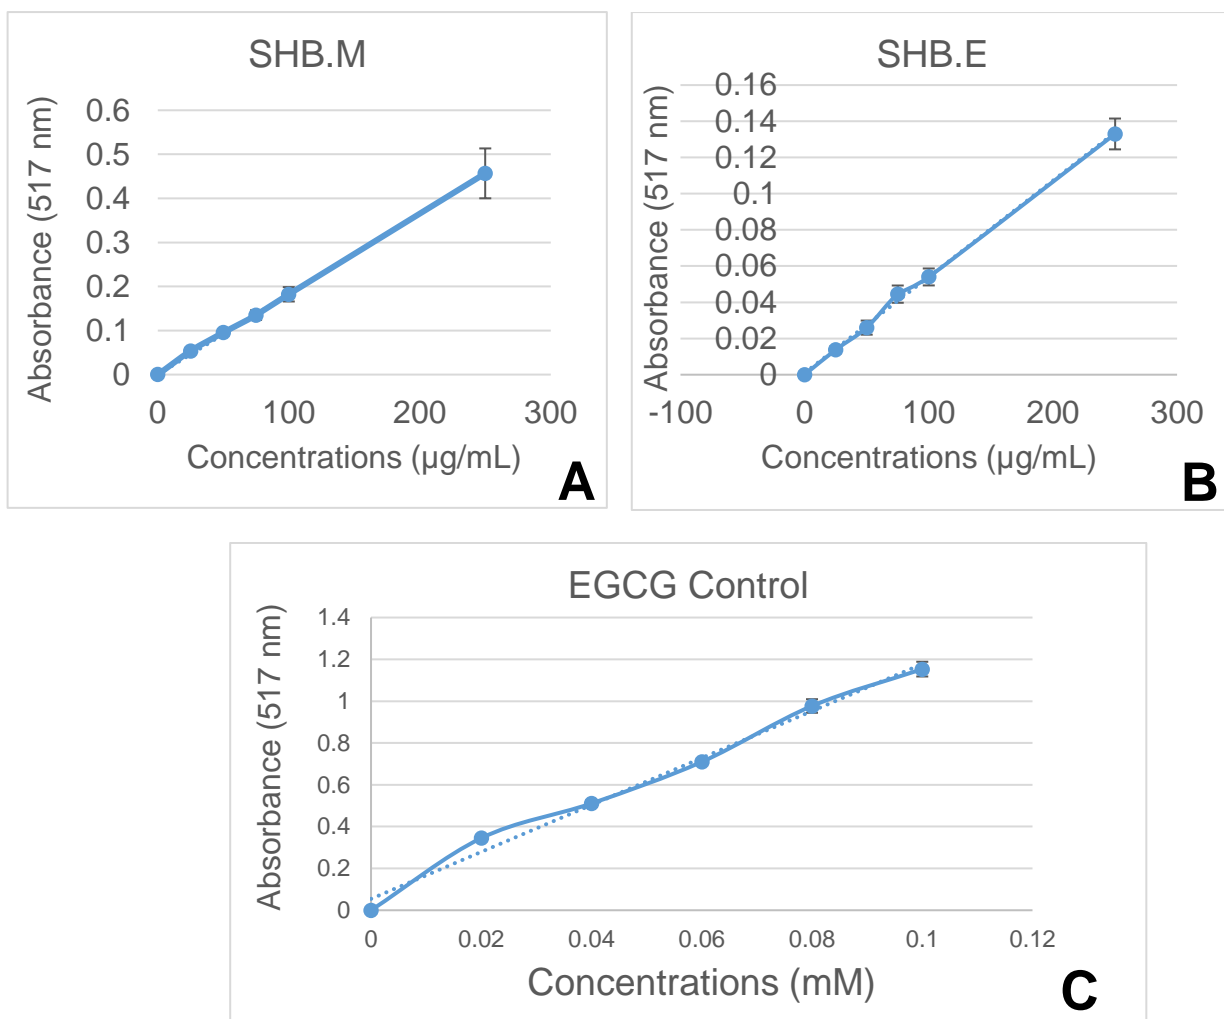 SHB.M
Absorbance (517 nm)
0.6
0.5
0.4
0.3
0.2
0.1
0
0 100 200 300
Concentrations (µg/mL)
A
SHB.E
Absorbance (517 nm)
0.16
0.14
0.12
0.1
0.08
0.06
0.04
0.02
0
-100 0 100 200 300
Concentrations (µg/mL)
B
EGCG Control
Absorbance (517 nm)
1.4
1.2
1
0.8
0.6
0.4
0.2
0
0 0.02 0.04 0.06 0.08 0.1 0.12
Concentrations (mM)
C